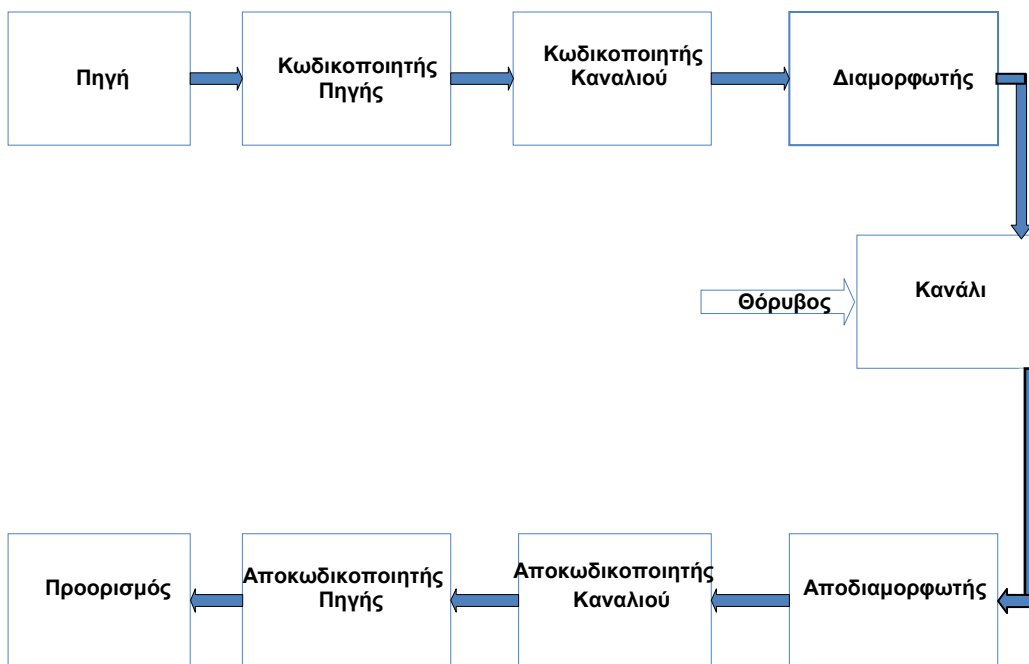 Πηγή
Κωδικοποιητής
Πηγής
Κωδικοποιητής
Καναλιού
Διαμορφωτής
Θόρυβος
Κανάλι
Προορισμός
Αποκωδικοποιητής
Πηγής
Αποκωδικοποιητής
Καναλιού
Αποδιαμορφωτής